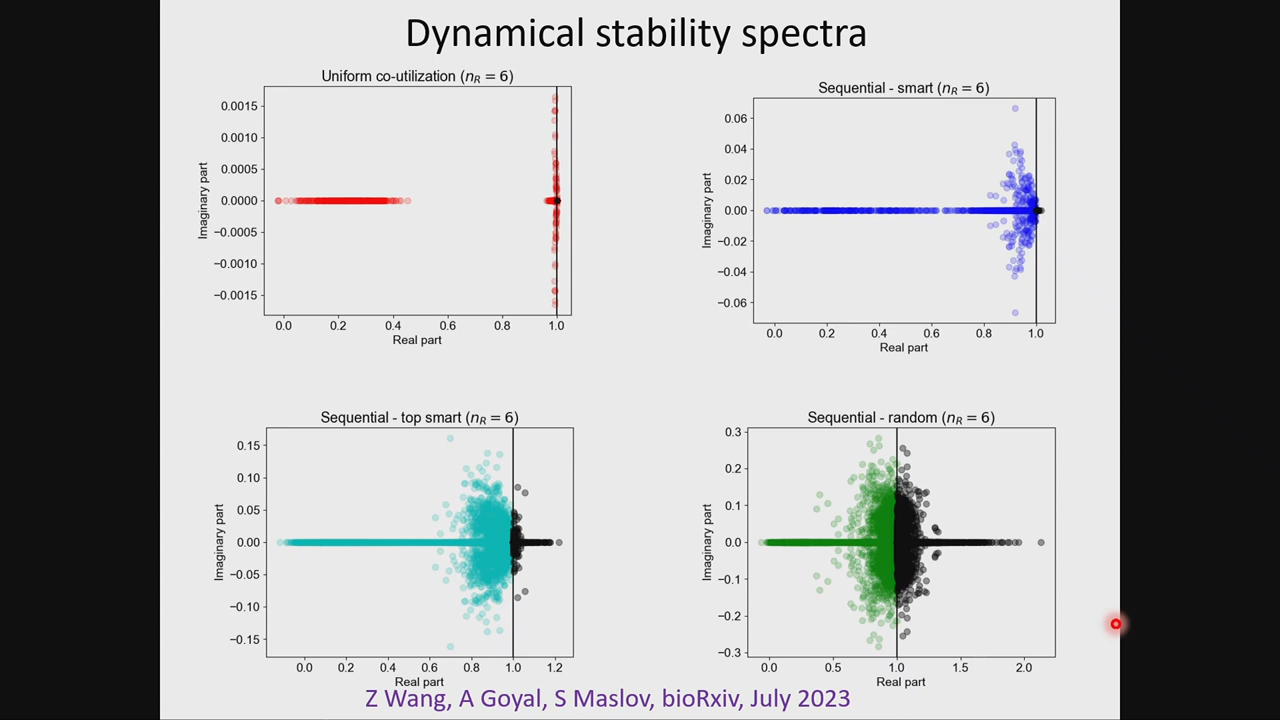 Dynamical stability spectra
Uniform co-utilization (n_R = 6)
0.0015
0.0010
0.0005
0.0000
−0.0005
−0.0010
−0.0015
Imaginary part
0.0 0.2 0.4 0.6 0.8 1.0
Real part
Sequential - smart (n_R = 6)
0.06
0.04
0.02
0.00
−0.02
−0.04
−0.06
Imaginary part
0.0 0.2 0.4 0.6 0.8 1.0
Real part
Sequential - top smart (n_R = 6)
0.15
0.10
0.05
0.00
−0.05
−0.10
−0.15
Imaginary part
0.0 0.2 0.4 0.6 0.8 1.0 1.2
Real part
Sequential - random (n_R = 6)
0.3
0.2
0.1
0.0
−0.1
−0.2
−0.3
Imaginary part
0.0 0.5 1.0 1.5 2.0
Real part
Z Wang, A Goyal, S Maslov, bioRxiv, July 2023